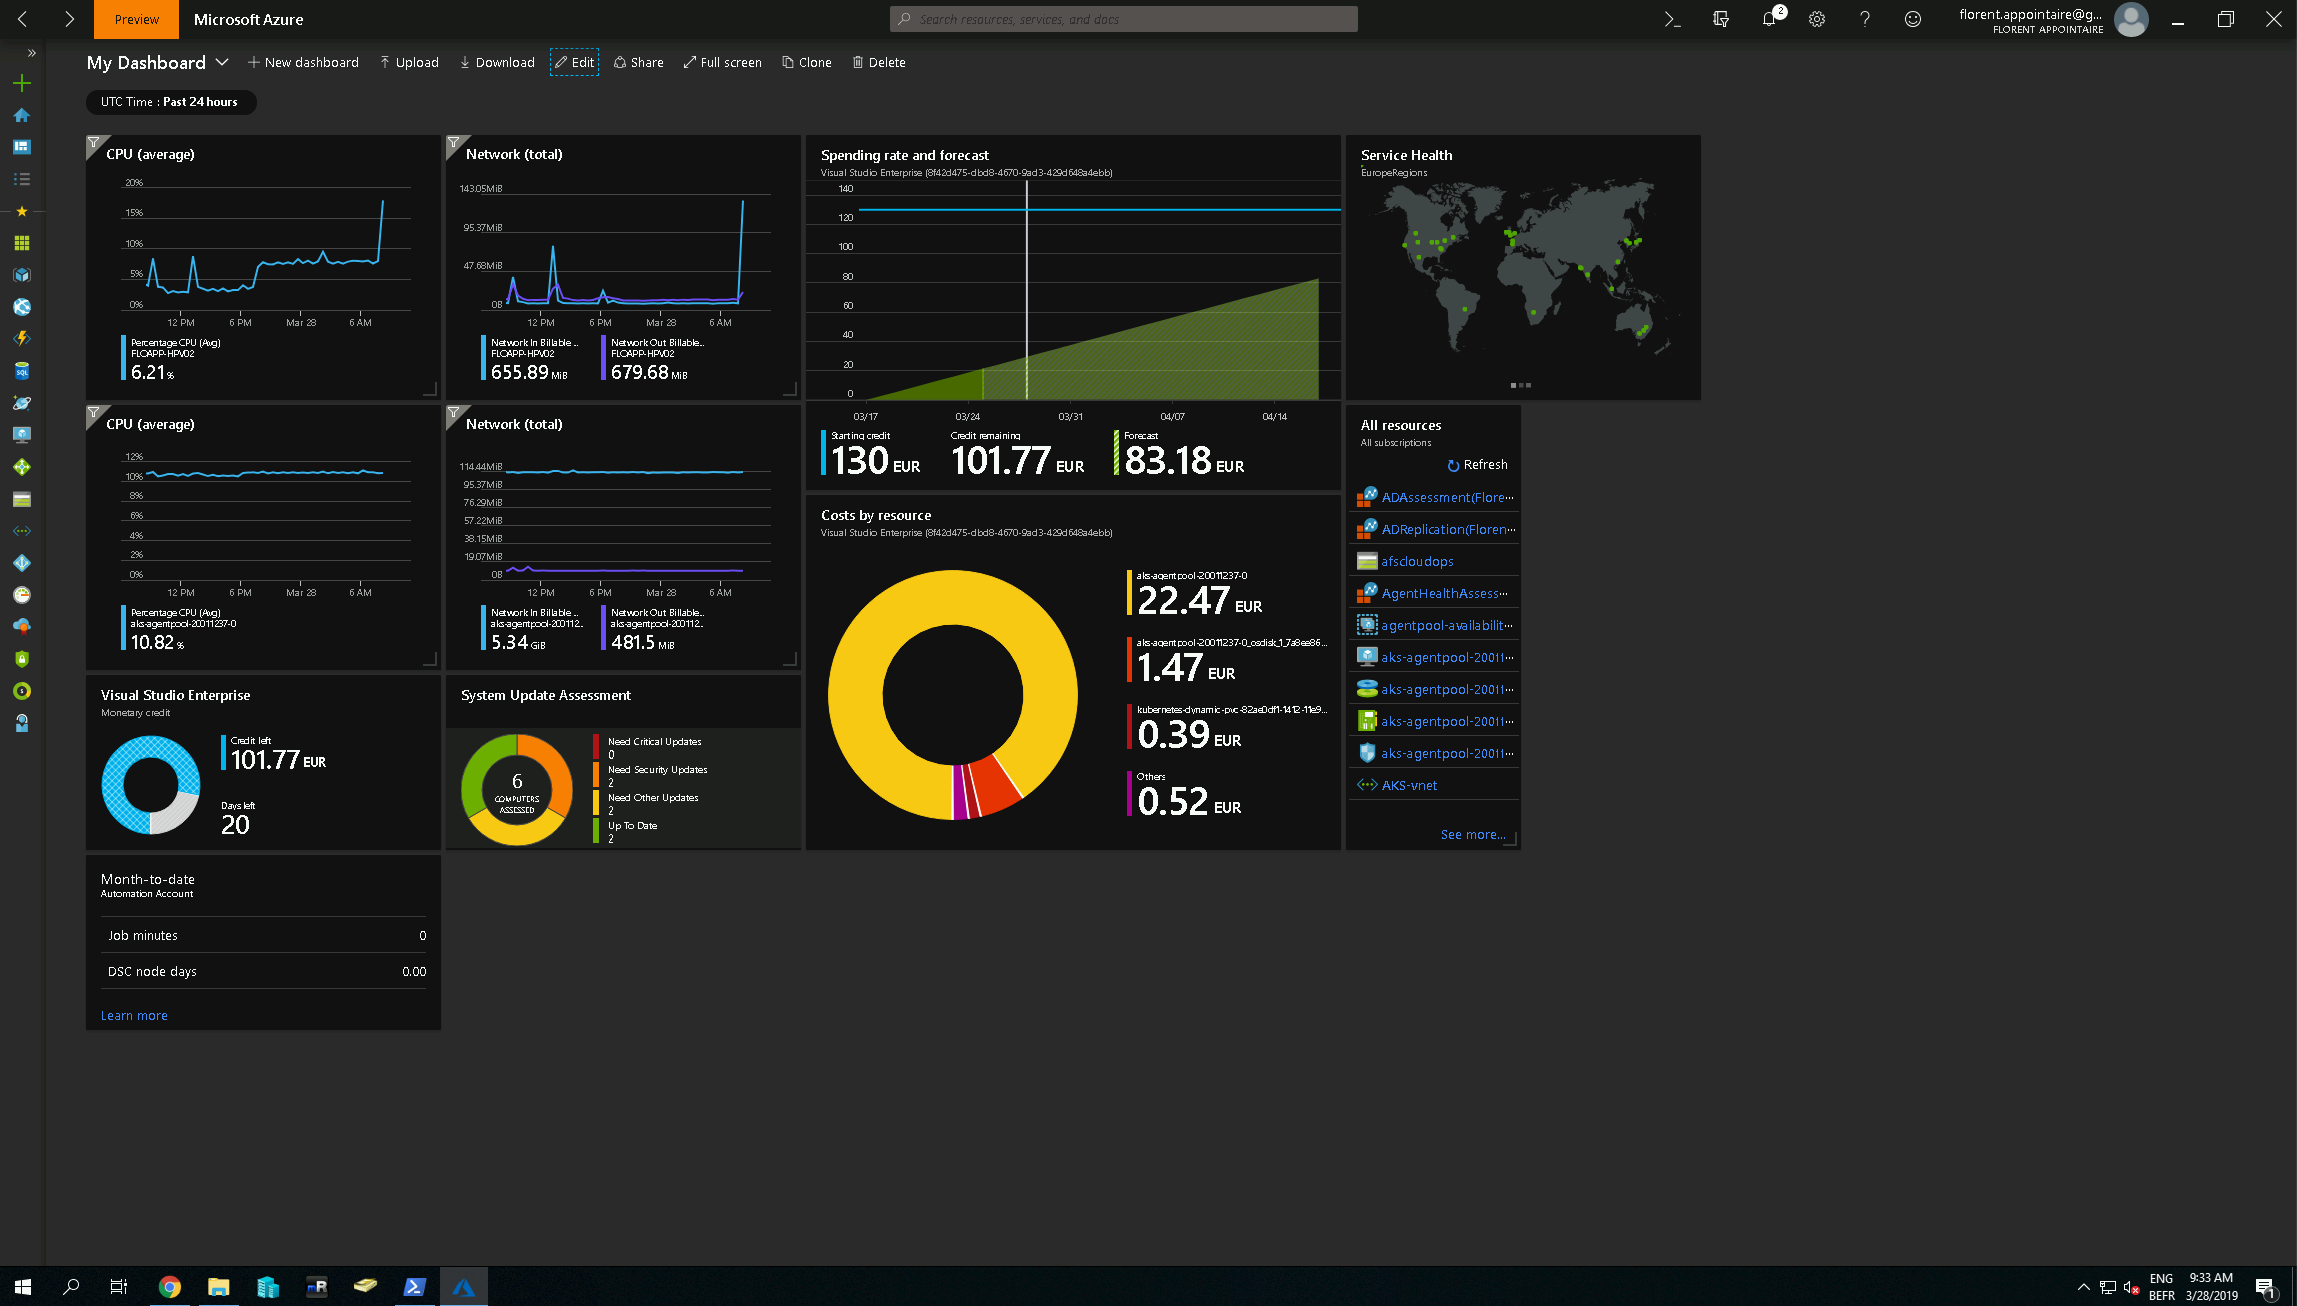 Preview
Microsoft Azure
Search resources, services, and docs
2
florent.appointaire@g...
FLORENT APPOINTAIRE
My Dashboard
New dashboard
Upload
Download
Edit
Share
Full screen
Clone
Delete
UTC Time : Past 24 hours
CPU (average)
20%
15%
10%
5%
0%
12 PM
6 PM
Mar 28
6 AM
Percentage CPU (Avg)
FLOAPP-HPV02
6.21 %
Network (total)
143.05MiB
95.37MiB
47.68MiB
0B
12 PM
6 PM
Mar 28
6 AM
Network In Billable ...
FLOAPP-HPV02
655.89 MiB
Network Out Billable...
FLOAPP-HPV02
679.68 MiB
Spending rate and forecast
Visual Studio Enterprise (8f42d475-dbd8-4670-9ad3-429d648a4ebb)
140
120
100
80
60
40
20
0
03/17
03/24
03/31
04/07
04/14
Starting credit
130 EUR
Credit remaining
101.77 EUR
Forecast
83.18 EUR
Service Health
EuropeRegions
CPU (average)
12%
10%
8%
6%
4%
2%
0%
12 PM
6 PM
Mar 28
6 AM
Percentage CPU (Avg)
aks-agentpool-20011237-0
10.82 %
Network (total)
114.44MiB
95.37MiB
76.29MiB
57.22MiB
38.15MiB
19.07MiB
0B
12 PM
6 PM
Mar 28
6 AM
Network In Billable ...
aks-agentpool-200112...
5.34 GiB
Network Out Billable...
aks-agentpool-200112...
481.5 MiB
Costs by resource
Visual Studio Enterprise (8f42d475-dbd8-4670-9ad3-429d648a4ebb)
aks-agentpool-20011237-0
22.47 EUR
aks-agentpool-20011237-0_osdisk_1_7a8ee86...
1.47 EUR
kubernetes-dynamic-pvc-82ae0df1-1412-11e9...
0.39 EUR
Others
0.52 EUR
All resources
All subscriptions
Refresh
ADAssessment(Flore...
ADReplication(Floren...
afscloudops
AgentHealthAssess...
agentpool-availabilit...
aks-agentpool-20011...
aks-agentpool-20011...
aks-agentpool-20011...
aks-agentpool-20011...
AKS-vnet
See more...
Visual Studio Enterprise
Monetary credit
Credit left
101.77 EUR
Days left
20
System Update Assessment
6
COMPUTERS
ASSESSED
Need Critical Updates
0
Need Security Updates
2
Need Other Updates
2
Up To Date
2
Month-to-date
Automation Account
Job minutes 0
DSC node days 0.00
Learn more
ENG
BEFR
9:33 AM
3/28/2019
1